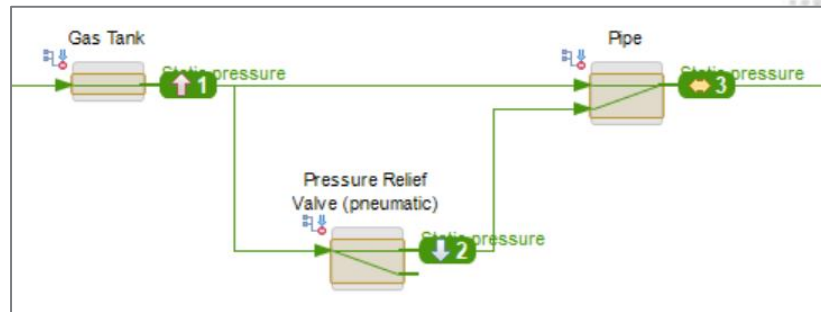 Gas Tank
Static pressure
1
Pipe
Static pressure
3
Pressure Relief
Valve (pneumatic)
Static pressure
2